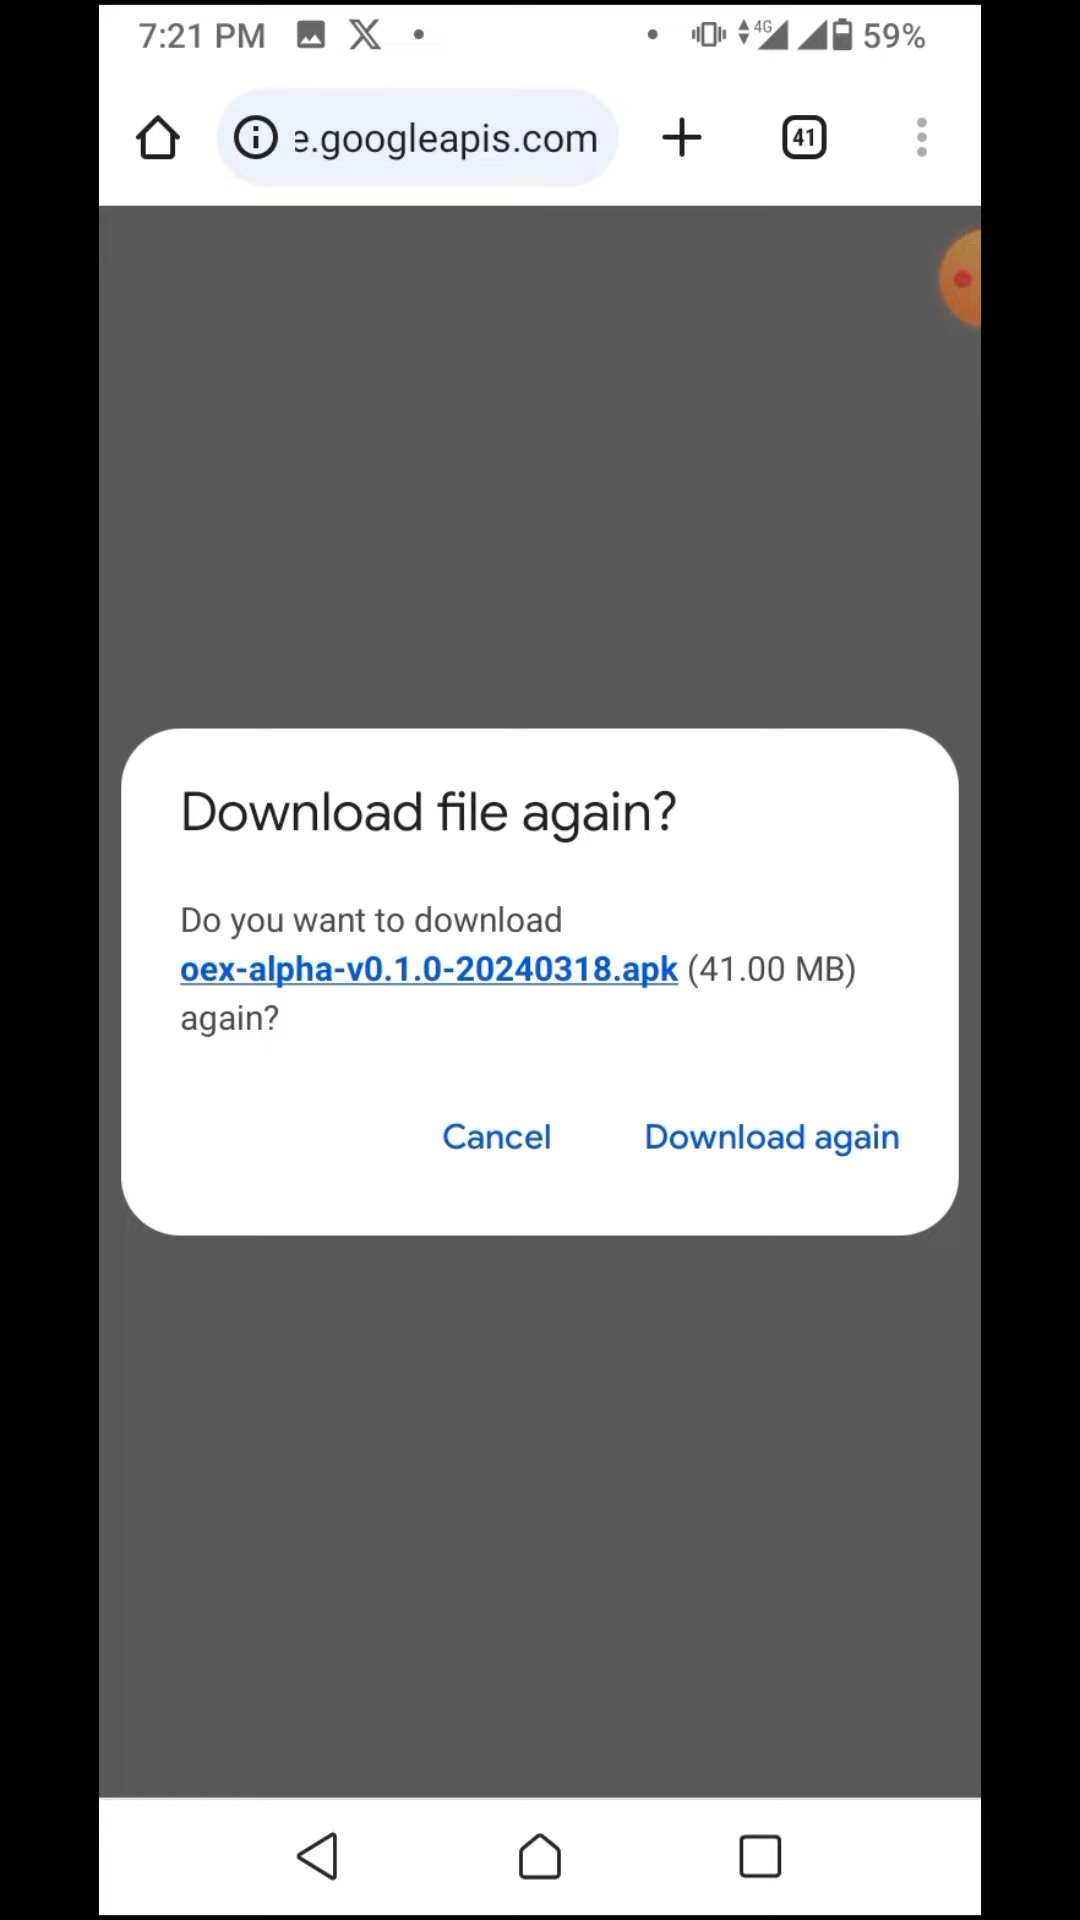 7:21 PM
4G
59%
e.googleapis.com
41
Download file again?
Do you want to download
oex-alpha-v0.1.0-20240318.apk (41.00 MB)
again?
Cancel
Download again